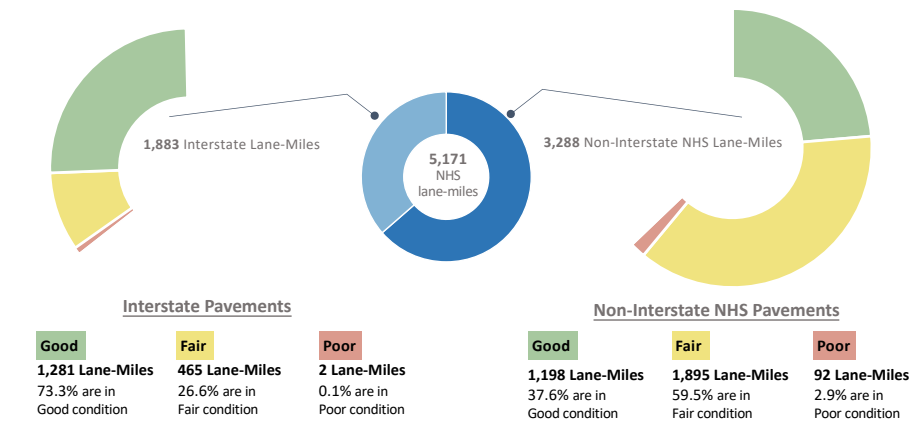 1,883 Interstate Lane-Miles
5,171
NHS
lane-miles
3,288 Non-Interstate NHS Lane-Miles
Interstate Pavements
Good
1,281 Lane-Miles
73.3% are in
Good condition
Fair
465 Lane-Miles
26.6% are in
Fair condition
Poor
2 Lane-Miles
0.1% are in
Poor condition
Non-Interstate NHS Pavements
Good
1,198 Lane-Miles
37.6% are in
Good condition
Fair
1,895 Lane-Miles
59.5% are in
Fair condition
Poor
92 Lane-Miles
2.9% are in
Poor condition